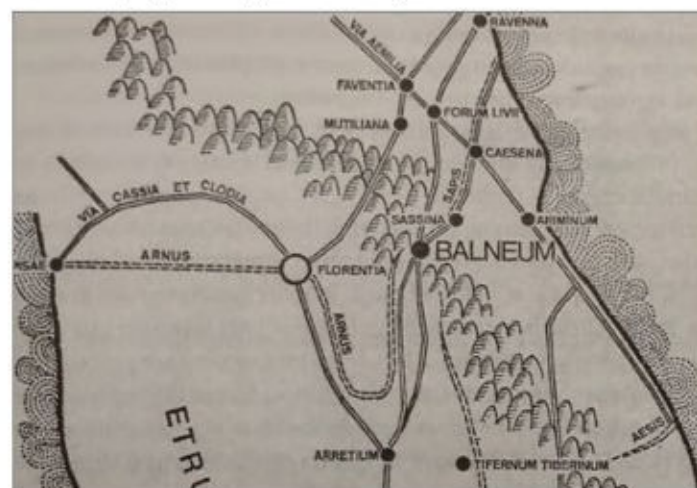 RAVENNA
VIA AEMILIA
FAVENTIA
FORUM LIVII
MUTILIANA
CAESENA
SAPIS
VIA CASSIA ET CLODIA
SASSINA
ARIMINUM
BALNEUM
ARNUS
FLORENTIA
ARNUS
AESIS
ARRETIUM
TIFERNUM TIBERINUM
ETRU